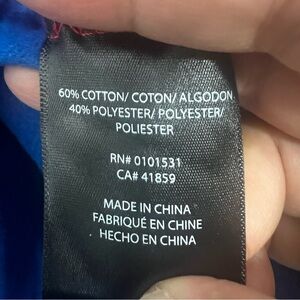 60% COTTON/ COTON/ ALGODON
40% POLYESTER/ POLYESTER/
POLIESTER
RN# 0101531
CA# 41859
MADE IN CHINA
FABRIQUÉ EN CHINE
HECHO EN CHINA